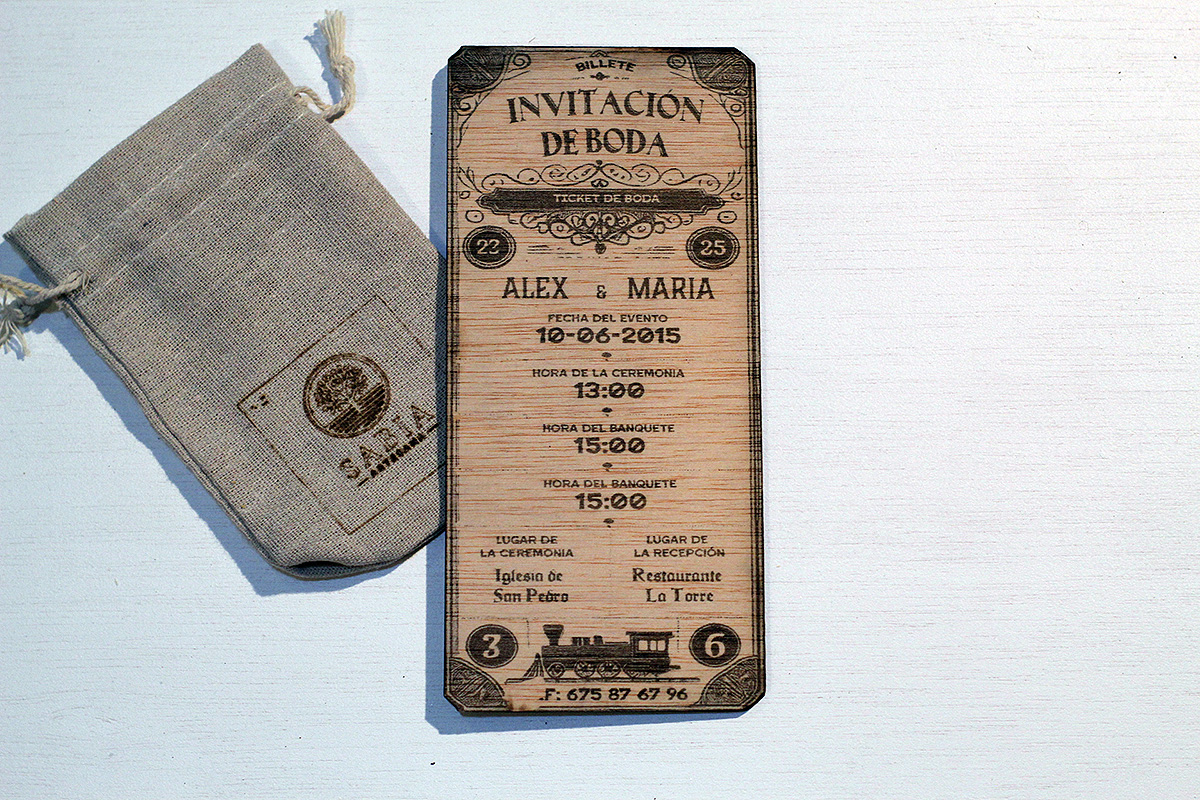 BILLETE
INVITACIÓN
DE BODA
TICKET DE BODA
23 25
ALEX & MARIA
FECHA DEL EVENTO
10-06-2015
HORA DE LA CEREMONIA
13:00
HORA DEL BANQUETE
15:00
HORA DEL BANQUETE
15:00
LUGAR DE
LA CEREMONIA
Iglesia de
San Pedro
LUGAR DE
LA RECEPCIÓN
Restaurante
La Torre
3 6
.F: 675 87 67 96
SABIA
ARTESANA